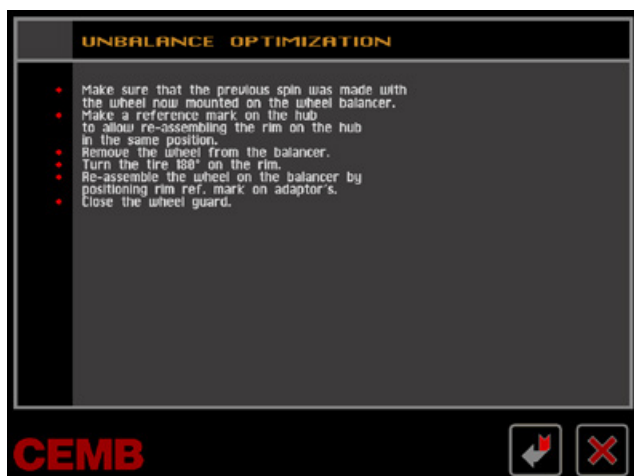 UNBALANCE OPTIMIZATION
Make sure that the previous spin was made with
the wheel now mounted on the wheel balancer.
Make a reference mark on the hub
to allow re-assembling the rim on the hub
in the same position.
Remove the wheel from the balancer.
Turn the tire 180° on the rim.
Re-assemble the wheel on the balancer by
positioning rim ref. mark on adaptor's.
Close the wheel guard.
CEMB